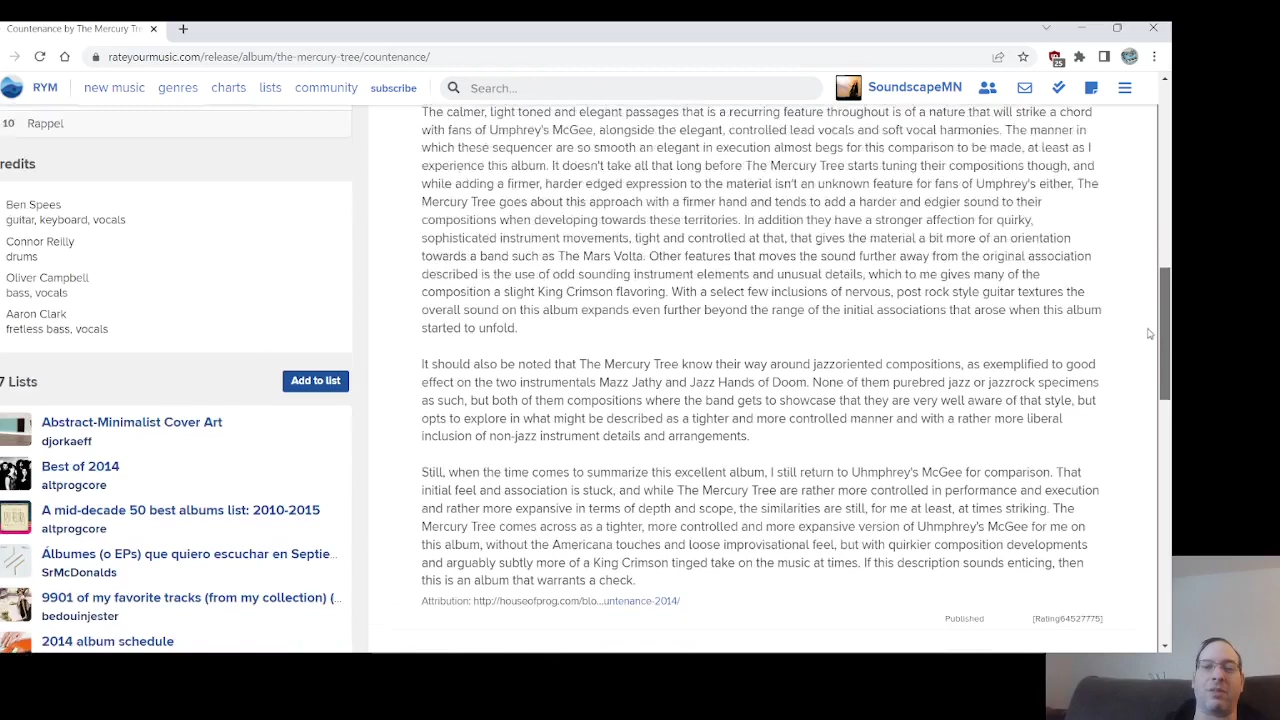 Countenance by The Mercury Tr
rateyourmusic.com/release/album/the-mercury-tree/countenance/
25
RYM
new music
genres
charts
lists
community
subscribe
Search...
SoundscapeMN
10 Rappel
redits
Ben Spees
guitar, keyboard, vocals
Connor Reilly
drums
Oliver Campbell
bass, vocals
Aaron Clark
fretless bass, vocals
7 Lists
Add to list
Abstract-Minimalist Cover Art
djorkaeff
Best of 2014
altprogcore
A mid-decade 50 best albums list: 2010-2015
altprogcore
Álbumes (o EPs) que quiero escuchar en Septie...
SrMcDonalds
9901 of my favorite tracks (from my collection) (...
bedouinjester
2014 album schedule
The calmer, light toned and elegant passages that is a recurring feature throughout is of a nature that will strike a chord
with fans of Umphrey's McGee, alongside the elegant, controlled lead vocals and soft vocal harmonies. The manner in
which these sequencer are so smooth an elegant in execution almost begs for this comparison to be made, at least as I
experience this album. It doesn't take all that long before The Mercury Tree starts tuning their compositions though, and
while adding a firmer, harder edged expression to the material isn't an unknown feature for fans of Umphrey's either, The
Mercury Tree goes about this approach with a firmer hand and tends to add a harder and edgier sound to their
compositions when developing towards these territories. In addition they have a stronger affection for quirky,
sophisticated instrument movements, tight and controlled at that, that gives the material a bit more of an orientation
towards a band such as The Mars Volta. Other features that moves the sound further away from the original association
described is the use of odd sounding instrument elements and unusual details, which to me gives many of the
composition a slight King Crimson flavoring. With a select few inclusions of nervous, post rock style guitar textures the
overall sound on this album expands even further beyond the range of the initial associations that arose when this album
started to unfold.
It should also be noted that The Mercury Tree know their way around jazzoriented compositions, as exemplified to good
effect on the two instrumentals Mazz Jathy and Jazz Hands of Doom. None of them purebred jazz or jazzrock specimens
as such, but both of them compositions where the band gets to showcase that they are very well aware of that style, but
opts to explore in what might be described as a tighter and more controlled manner and with a rather more liberal
inclusion of non-jazz instrument details and arrangements.
Still, when the time comes to summarize this excellent album, I still return to Uhmphrey's McGee for comparison. That
initial feel and association is stuck, and while The Mercury Tree are rather more controlled in performance and execution
and rather more expansive in terms of depth and scope, the similarities are still, for me at least, at times striking. The
Mercury Tree comes across as a tighter, more controlled and more expansive version of Uhmphrey's McGee for me on
this album, without the Americana touches and loose improvisational feel, but with quirkier composition developments
and arguably subtly more of a King Crimson tinged take on the music at times. If this description sounds enticing, then
this is an album that warrants a check.
Attribution: http://houseofprog.com/blo...untenance-2014/
Published [Rating64527775]